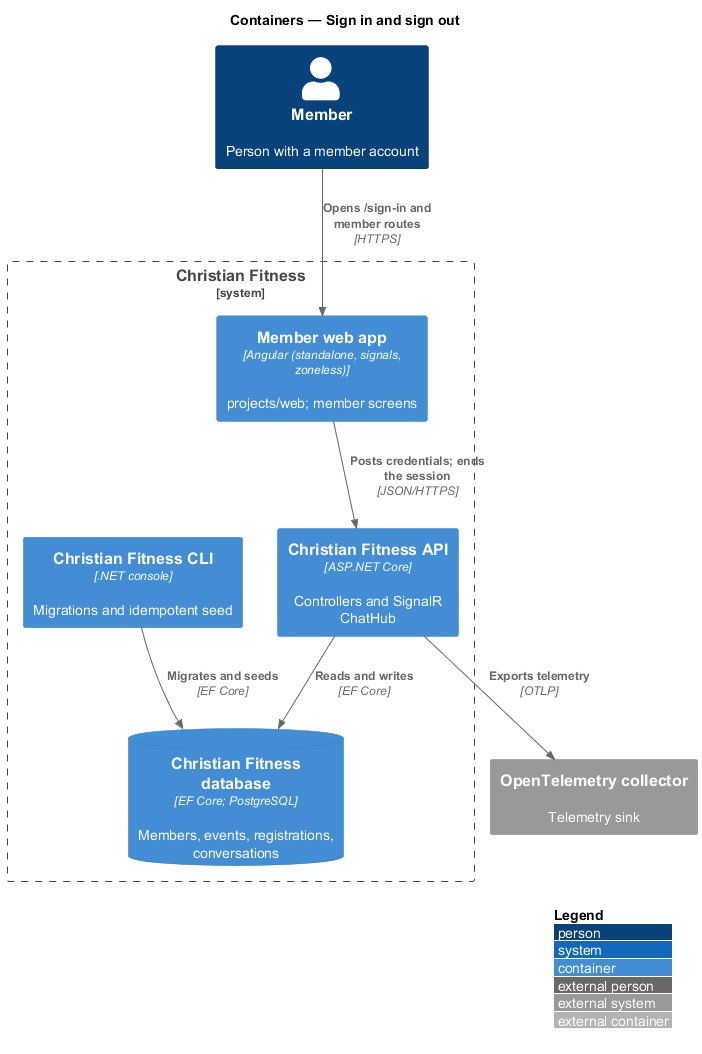 Containers — Sign in and sign out
Member
Person with a member account
Opens /sign-in and
member routes
[HTTPS]
Christian Fitness
[system]
Member web app
[Angular (standalone, signals,
zoneless)]
projects/web; member screens
Posts credentials; ends
the session
[JSON/HTTPS]
Christian Fitness CLI
[.NET console]
Migrations and idempotent seed
Christian Fitness API
[ASP.NET Core]
Controllers and SignalR
ChatHub
Migrates and seeds
[EF Core]
Reads and writes
[EF Core]
Exports telemetry
[OTLP]
Christian Fitness
database
[EF Core; PostgreSQL]
Members, events, registrations,
conversations
OpenTelemetry collector
Telemetry sink
Legend
person
system
container
external person
external system
external container